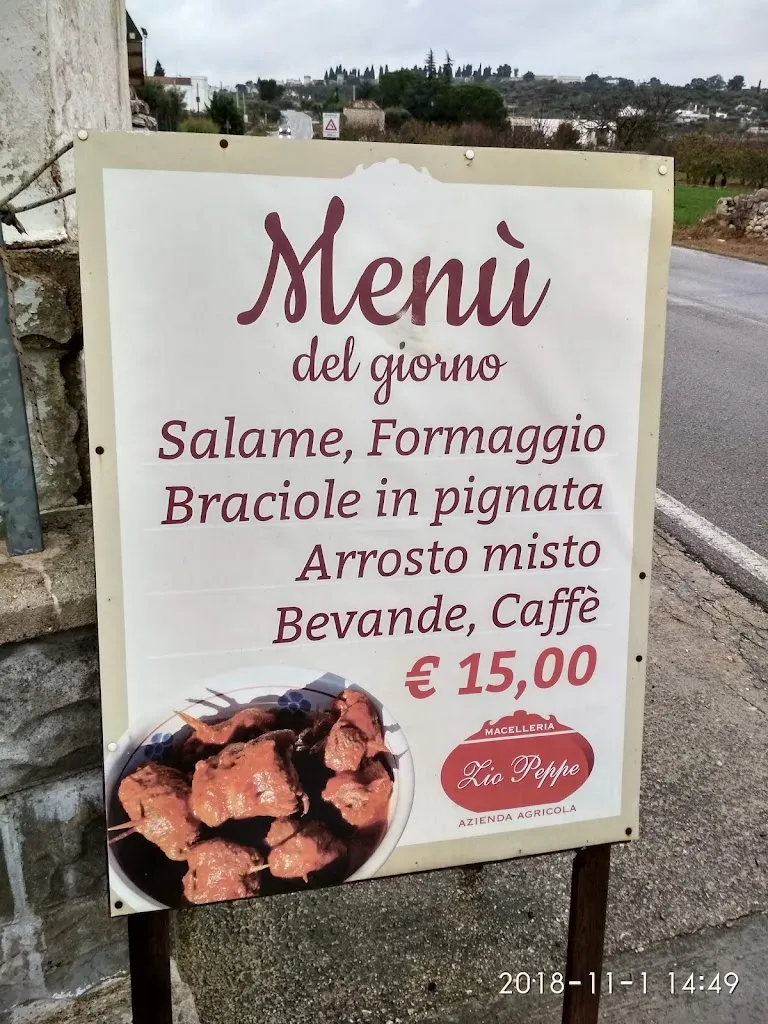 Menù
del giorno
Salame, Formaggio
Braciole in pignata
Arrosto misto
Bevande, Caffè
€ 15,00
MACELLERIA
Zio Peppe
AZIENDA AGRICOLA
2018-11-1 14:49